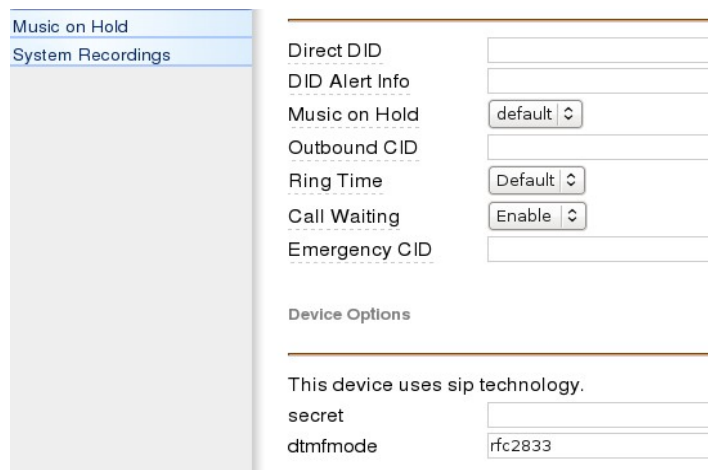 Music on Hold
System Recordings
Direct DID
DID Alert Info
Music on Hold default
Outbound CID
Ring Time Default
Call Waiting Enable
Emergency CID
Device Options
This device uses sip technology.
secret
dtmfmode rfc2833